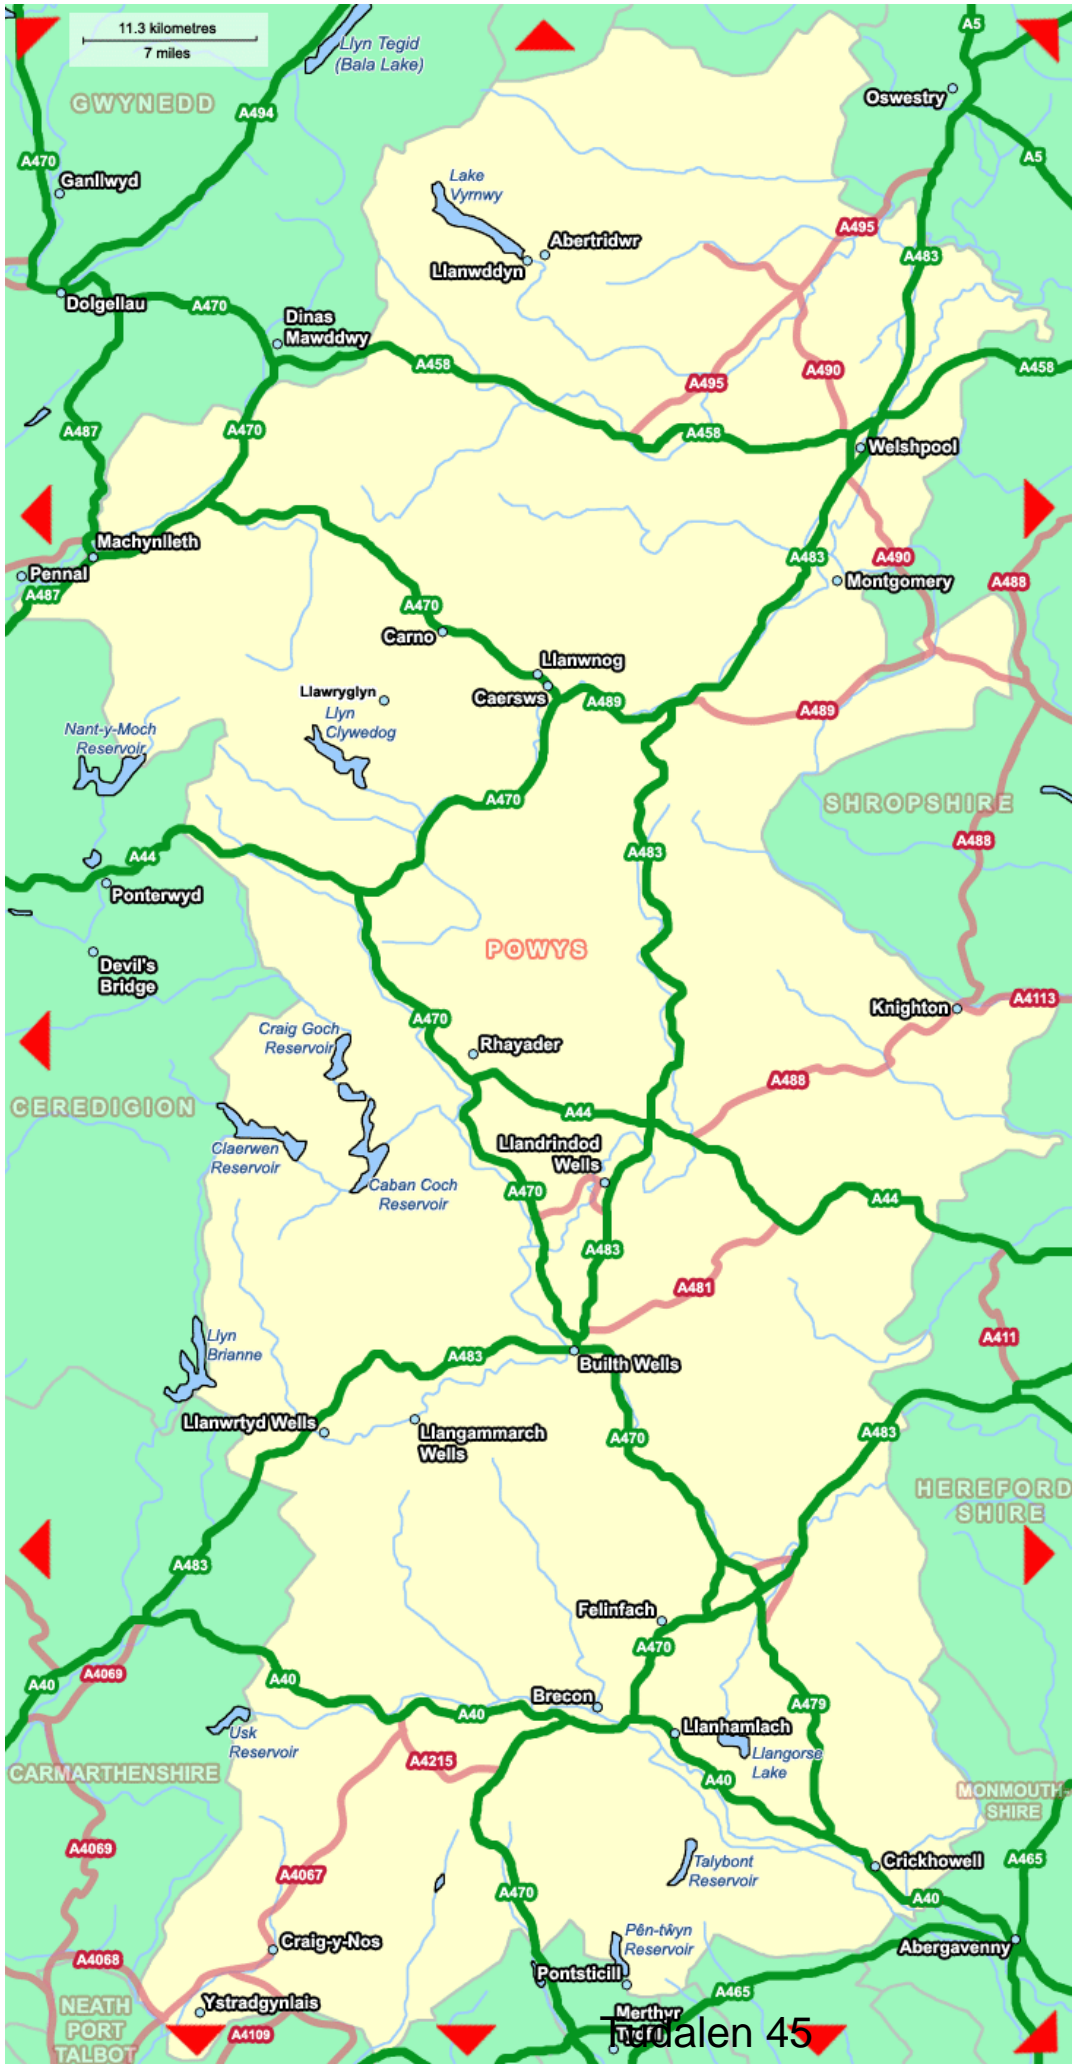 11.3 kilometres
7 miles
Llyn Tegid
(Bala Lake)
A5
Oswestry
GWYNEDD
A494
A470
A5
Ganllwyd
Lake
Vyrnwy
A495
Abertridwr
Llanwddyn
A483
Dolgellau
A470
Dinas
Mawddwy
A458
A495
A490
A458
A487
A470
A458
Welshpool
Machynlleth
A483
A490
Pennal
Montgomery
A488
A487
A470
Carno
Llanwnog
Caersws
A489
A489
Llawryglyn
Llyn
Clywedog
Nant-y-Moch
Reservoir
A470
SHROPSHIRE
A44
A483
A488
Ponterwyd
POWYS
Devil's
Bridge
A4113
Knighton
A470
Craig Goch
Reservoir
Rhayader
A488
CEREDIGION
A44
Claerwen
Reservoir
Llandrindod
Wells
Caban Coch
Reservoir
A470
A44
A483
A481
Llyn
Brianne
A411
A483
Builth Wells
Llanwrtyd Wells
Llangammarch
Wells
A470
A483
HEREFORD
SHIRE
A483
Felinfach
A470
A40
A4069
A40
Brecon
A479
A40
Llanhamlach
Usk
Reservoir
Llangorse
Lake
A4215
CARMARTHENSHIRE
A40
MONMOUTH-
SHIRE
A4069
Talybont
Reservoir
Crickhowell
A465
A4067
A470
A40
Pên-tŵyn
Reservoir
Craig-y-Nos
Abergavenny
A4068
Pontsticill
A465
NEATH
PORT
TALBOT
Ystradgynlais
Merthyr
A4109
Tudalen 45